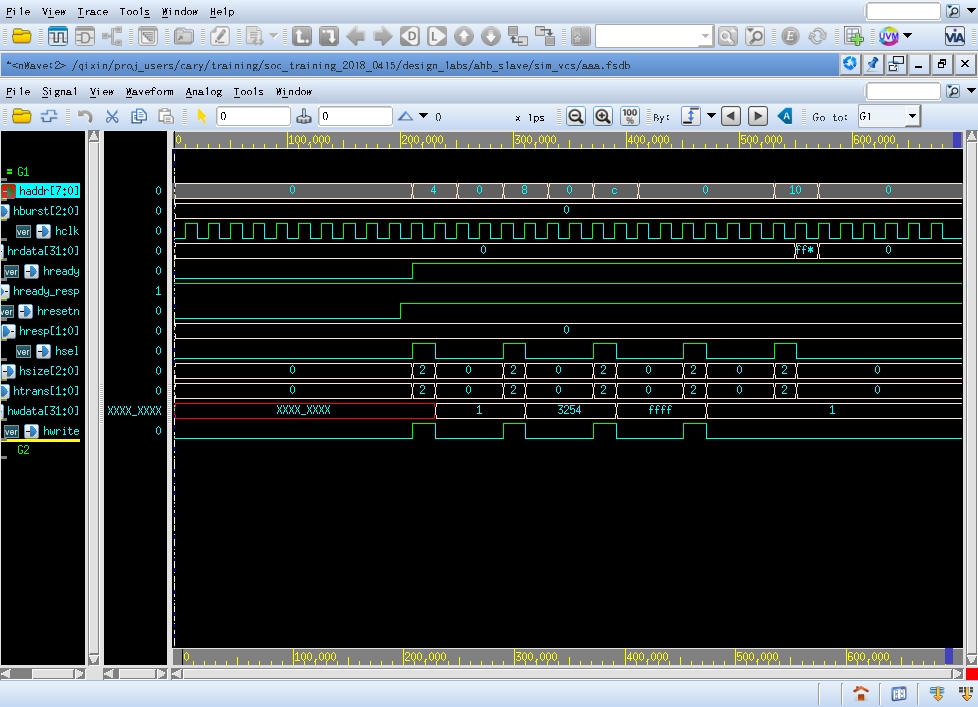 File View Trace Tools Window Help
*<nWave:2> /qixin/proj_users/cary/training/soc_training_2018_0415/design_labs/ahb_slave/sim_vcs/aaa.fsdb
File Signal View Waveform Analog Tools Window
0 0 0 x 1ps 100 % By: Go to: G1
0 100,000 200,000 300,000 400,000 500,000
= G1
haddr[7:0] 0 0 4 0 8 0 c 0 10 0
hburst[2:0] 0 0
ver hclk 0
hrdata[31:0] 0 0 ff* 0
ver hready 0
hready_resp 1
ver hresetn 0
hresp[1:0] 0 0
ver hsel 0
hsize[2:0] 0 0 2 0 2 0 2 0 2 0 2 0
htrans[1:0] 0 0 2 0 2 0 2 0 2 0 2 0
hwdata[31:0] XXXX_XXXX XXXX_XXXX 1 3254 ffff 1
ver hwrite 0
G2
0 100,000 200,000 300,000 400,000 500,000 600,000